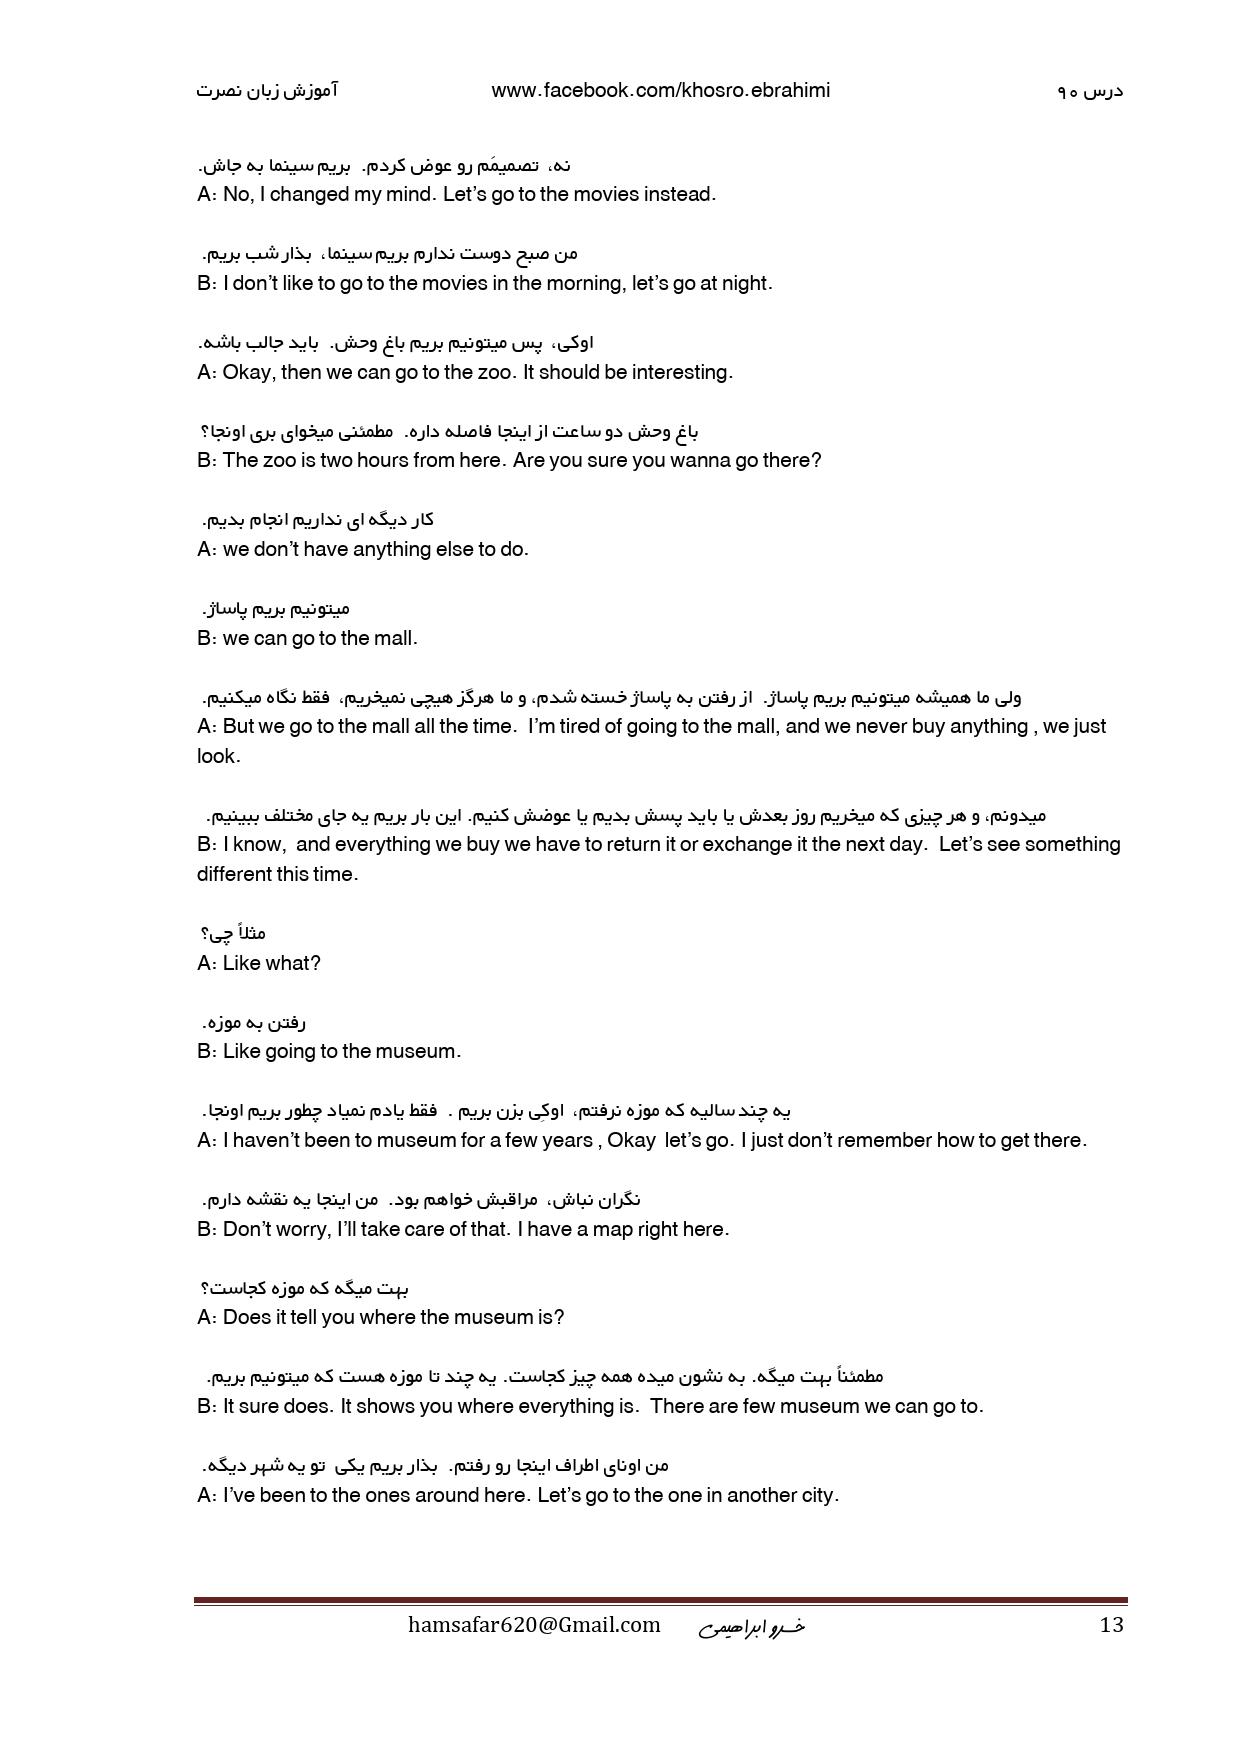 درس ۹۰ www.facebook.com/khosro.ebrahimi آموزش زبان نصرت
نه، تصمیمَم رو عوض کردم. بریم سینما به جاش.
A: No, I changed my mind. Let’s go to the movies instead.
من صبح دوست ندارم بریم سینما، بذار شب بریم.
B: I don’t like to go to the movies in the morning, let’s go at night.
اوکی، پس میتونیم بریم باغ وحش. باید جالب باشه.
A: Okay, then we can go to the zoo. It should be interesting.
باغ وحش دو ساعت از اینجا فاصله داره. مطمئنی میخوای بری اونجا؟
B: The zoo is two hours from here. Are you sure you wanna go there?
کار دیگه ای نداریم انجام بدیم.
A: we don’t have anything else to do.
میتونیم بریم پاساژ.
B: we can go to the mall.
ولی ما همیشه میتونیم بریم پاساژ. از رفتن به پاساژ خسته شدم، و ما هرگز هیچی نمیخریم، فقط نگاه میکنیم.
A: But we go to the mall all the time. I’m tired of going to the mall, and we never buy anything , we just
look.
میدونم، و هر چیزی که میخریم روز بعدش یا باید پسش بدیم یا عوضش کنیم. این بار بریم یه جای مختلف ببینیم.
B: I know, and everything we buy we have to return it or exchange it the next day. Let’s see something
different this time.
مثلاً چی؟
A: Like what?
رفتن به موزه.
B: Like going to the museum.
یه چند سالیه که موزه نرفتم، اوکِی بزن بریم . فقط یادم نمیاد چطور بریم اونجا.
A: I haven’t been to museum for a few years , Okay let’s go. I just don’t remember how to get there.
نگران نباش، مراقبش خواهم بود. من اینجا یه نقشه دارم.
B: Don’t worry, I’ll take care of that. I have a map right here.
بهت میگه که موزه کجاست؟
A: Does it tell you where the museum is?
مطمئناً بهت میگه. به نشون میده همه چیز کجاست. یه چند تا موزه هست که میتونیم بریم.
B: It sure does. It shows you where everything is. There are few museum we can go to.
من اونای اطراف اینجا رو رفتم. بذار بریم یکی تو یه شهر دیگه.
A: I’ve been to the ones around here. Let’s go to the one in another city.
hamsafar620@Gmail.com خسرو ابراهیمی 13